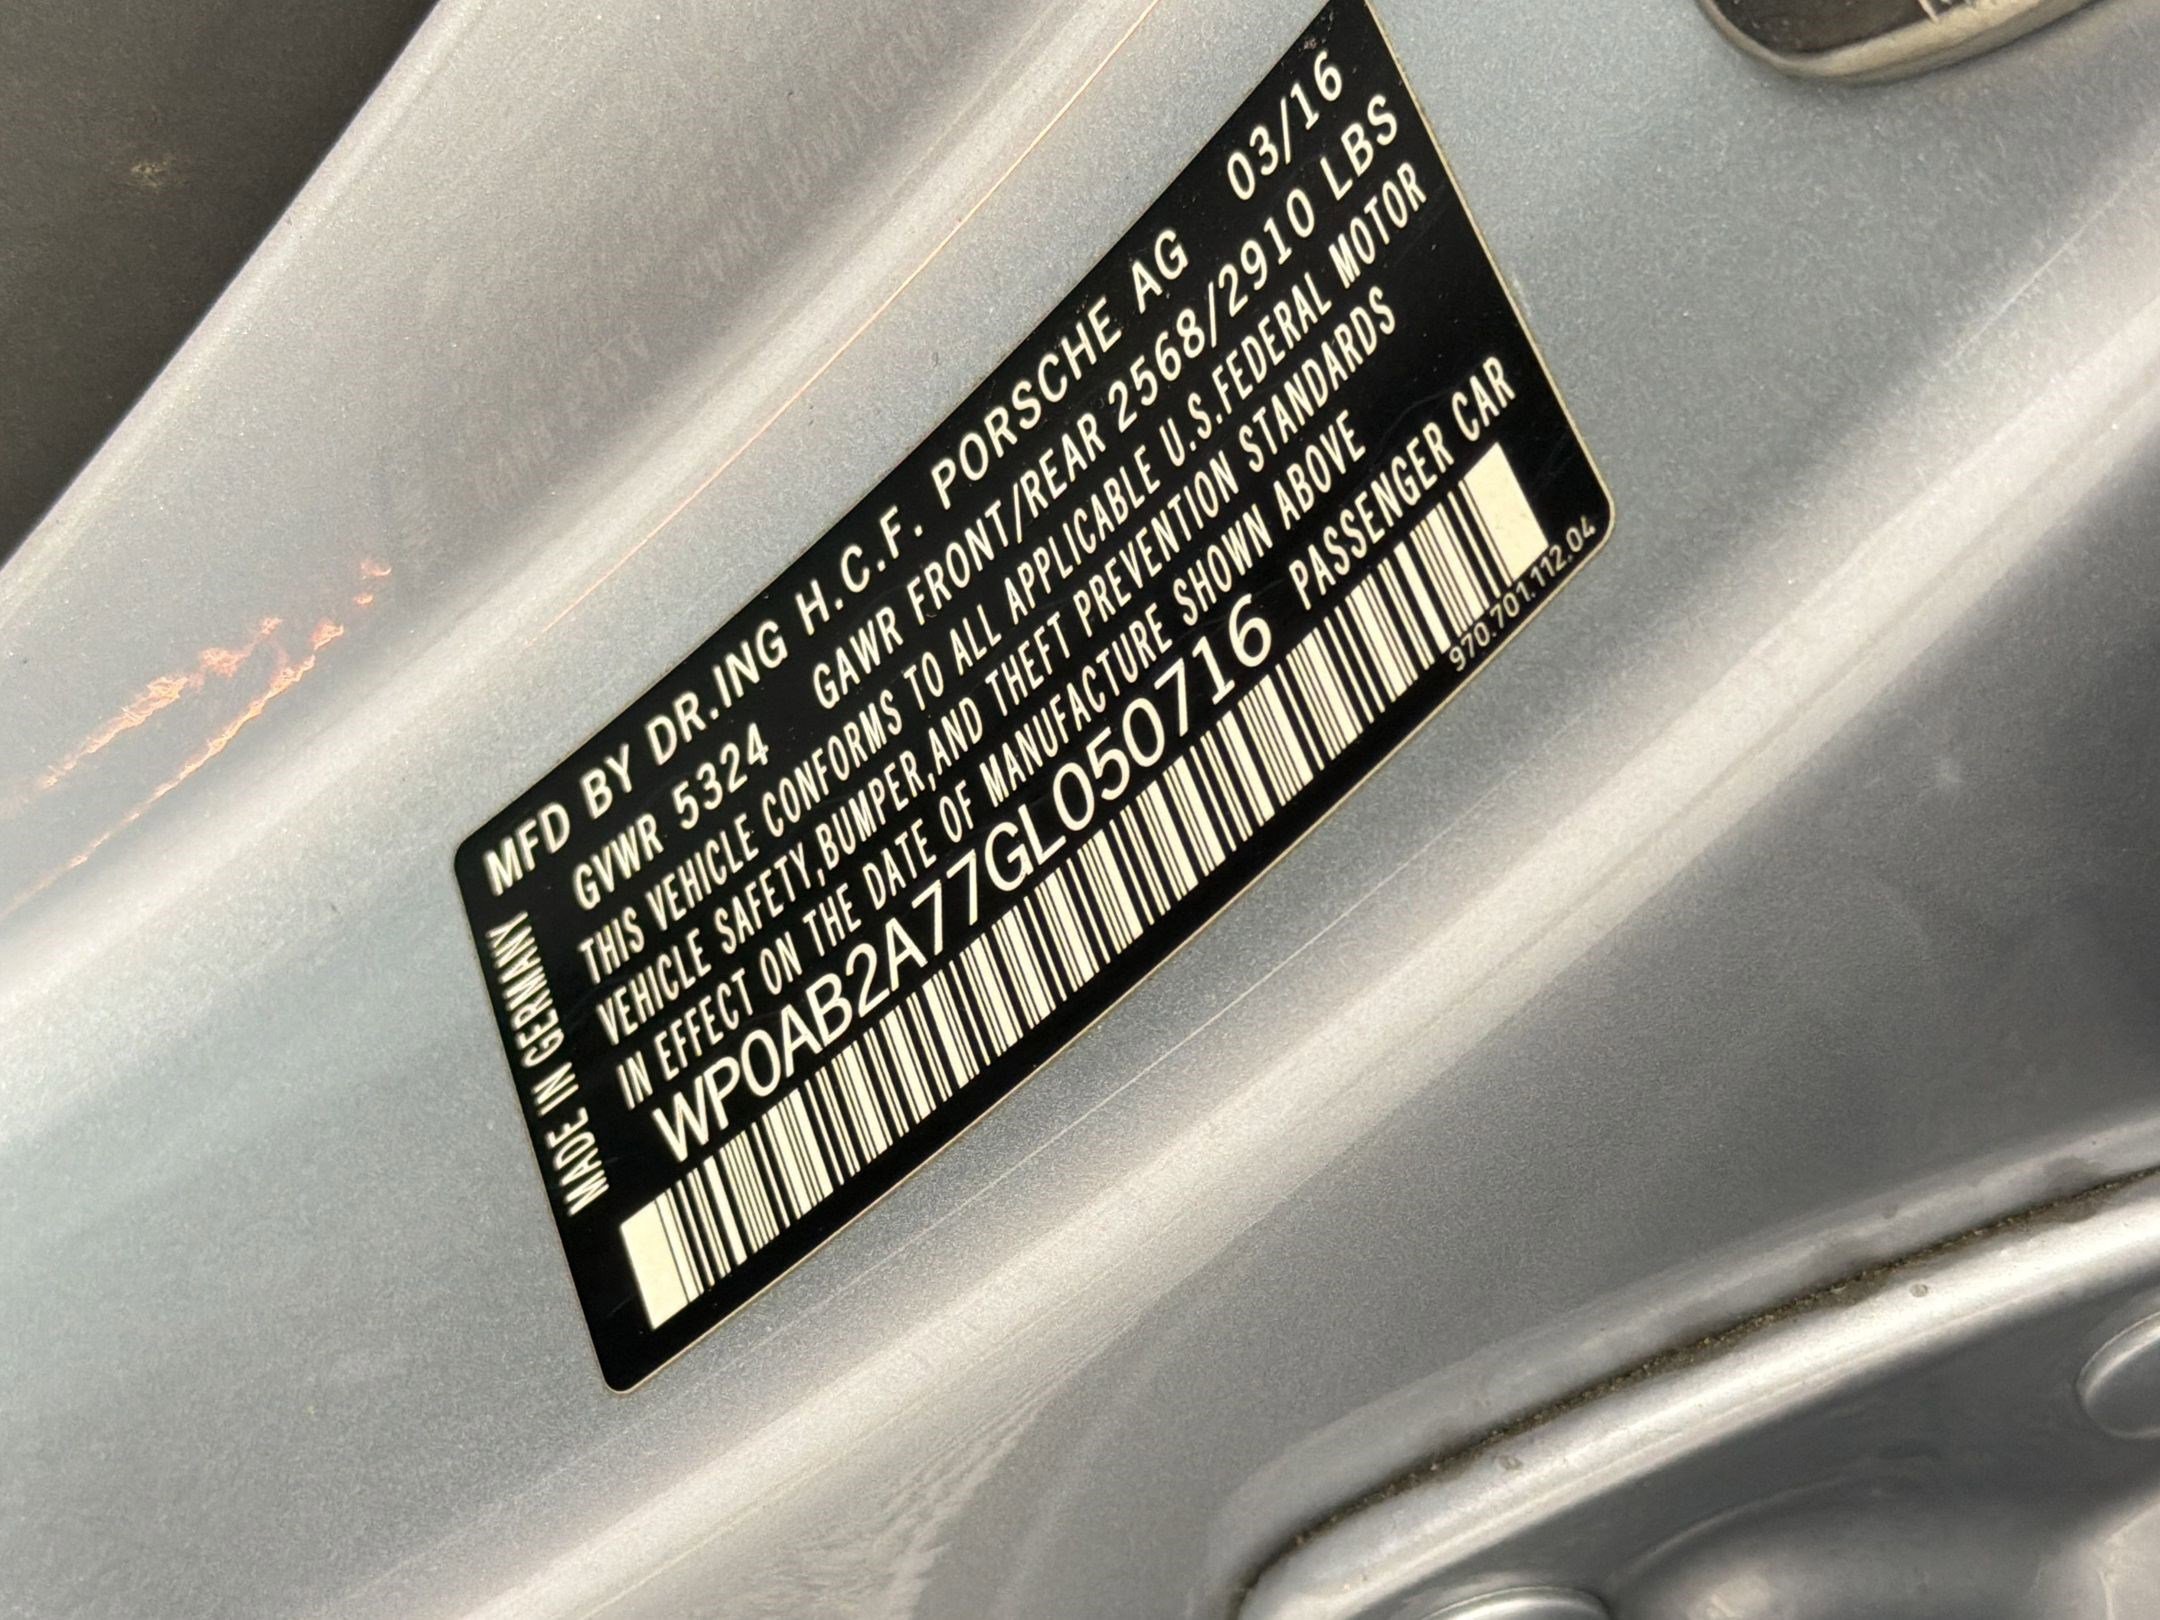 MFD BY DR.ING H.C.F. PORSCHE AG 03/16
GVWR 5324 GAWR FRONT/REAR 2568/2910 LBS
THIS VEHICLE CONFORMS TO ALL APPLICABLE U.S.FEDERAL MOTOR
VEHICLE SAFETY,BUMPER,AND THEFT PREVENTION STANDARDS
IN EFFECT ON THE DATE OF MANUFACTURE SHOWN ABOVE
WP0AB2A77GL050716 PASSENGER CAR
970.701.112.04
MADE IN GERMANY